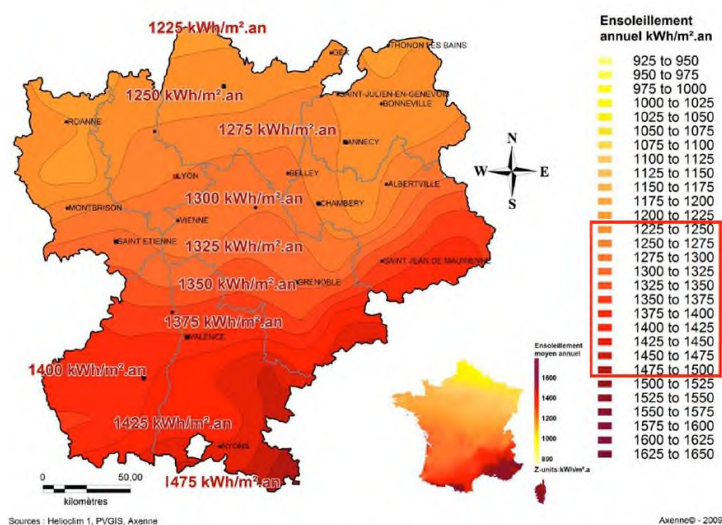 1225 kWh/m².an
GEX
THONON LES BAINS
1250 kWh/m².an
SAINT-JULIEN-EN-GENEVOIS
BONNEVILLE
ROANNE
1275 kWh/m².an
ANNECY
LYON
BELLEY
ALBERTVILLE
1300 kWh/m².an
CHAMBERY
MONTBRISON
VIENNE
SAINT ETIENNE
1325 kWh/m².an
SAINT JEAN DE MAURIENNE
1350 kWh/m².an
GRENOBLE
1375 kWh/m².an
VALENCE
1400 kWh/m².an
1425 kWh/m².an
NYONS
1475 kWh/m².an
N
W
E
S
0
50,00
kilomètres
Ensoleillement
moyen annuel
1600
1400
1200
1000
800
Z-units:kWh/m².a
Ensoleillement
annuel kWh/m².an
925 to 950
950 to 975
975 to 1000
1000 to 1025
1025 to 1050
1050 to 1075
1075 to 1100
1100 to 1125
1125 to 1150
1150 to 1175
1175 to 1200
1200 to 1225
1225 to 1250
1250 to 1275
1275 to 1300
1300 to 1325
1325 to 1350
1350 to 1375
1375 to 1400
1400 to 1425
1425 to 1450
1450 to 1475
1475 to 1500
1500 to 1525
1525 to 1550
1550 to 1575
1575 to 1600
1600 to 1625
1625 to 1650
Sources : Helioclim 1, PVGIS, Axenne
Axenne© - 2009